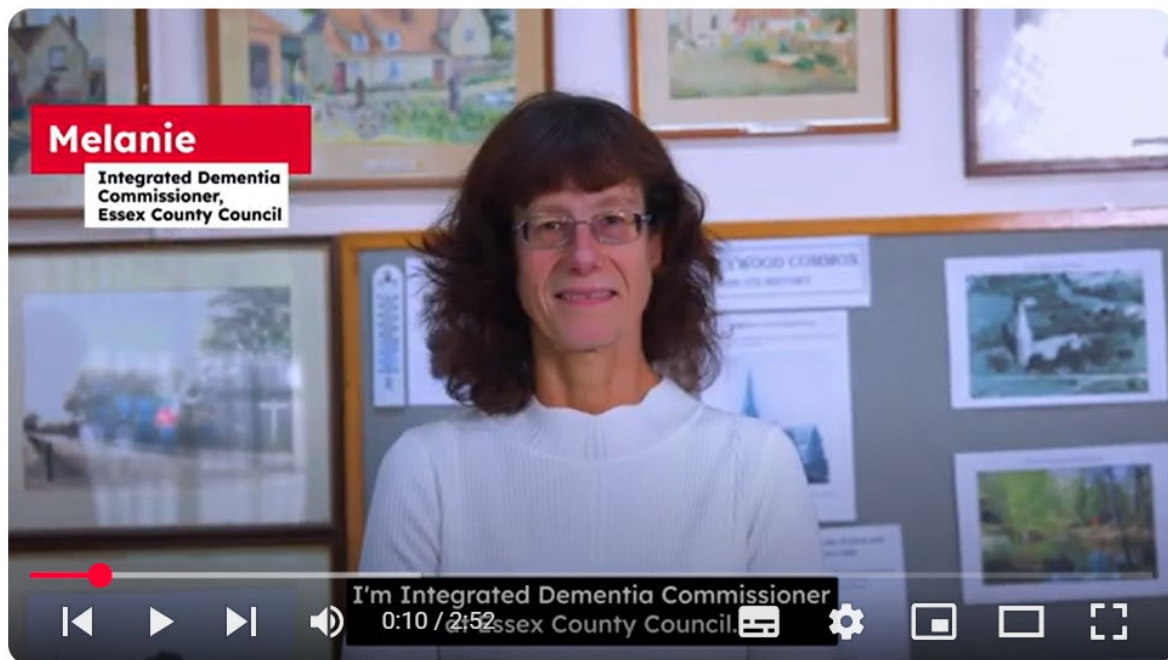 Melanie
Integrated Dementia
Commissioner,
Essex County Council
WOOD COMMON
I'm Integrated Dementia Commissioner
at Essex County Council.
0:10 / 2:52